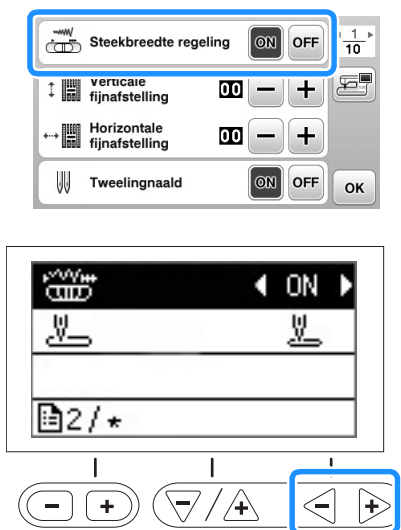 Steekbreedte regeling ON OFF 1
10
Verticale
fijnafstelling 00 − +
Horizontale
fijnafstelling 00 − +
Tweelingnaald ON OFF OK
ON
2/*
− + − / + − +